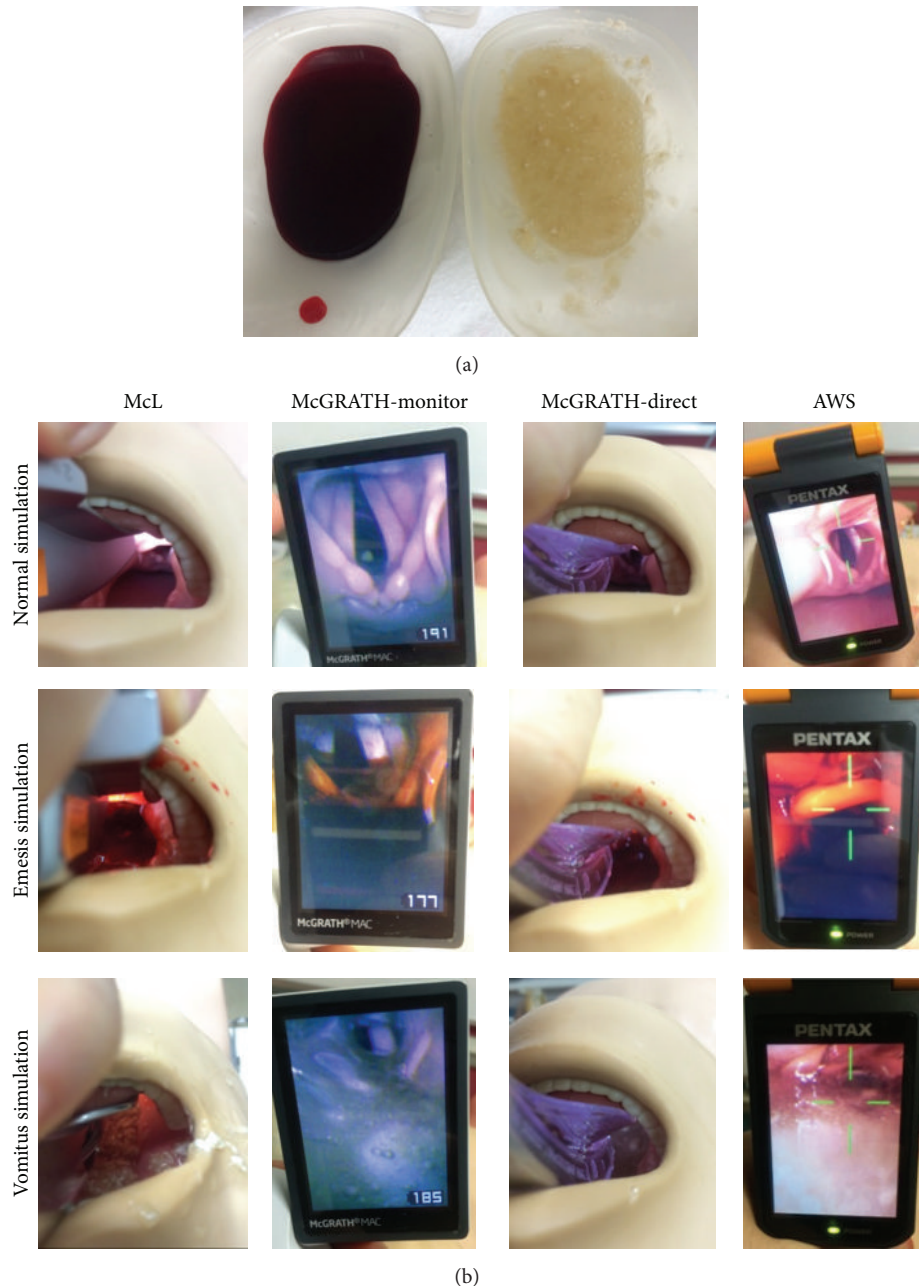 (a)
McL McGRATH-monitor McGRATH-direct AWS
Normal simulation
191
McGRATH®MAC
PENTAX
POWER
Emesis simulation
177
McGRATH®MAC
PENTAX
POWER
Vomitus simulation
185
McGRATH®MAC
PENTAX
(b)